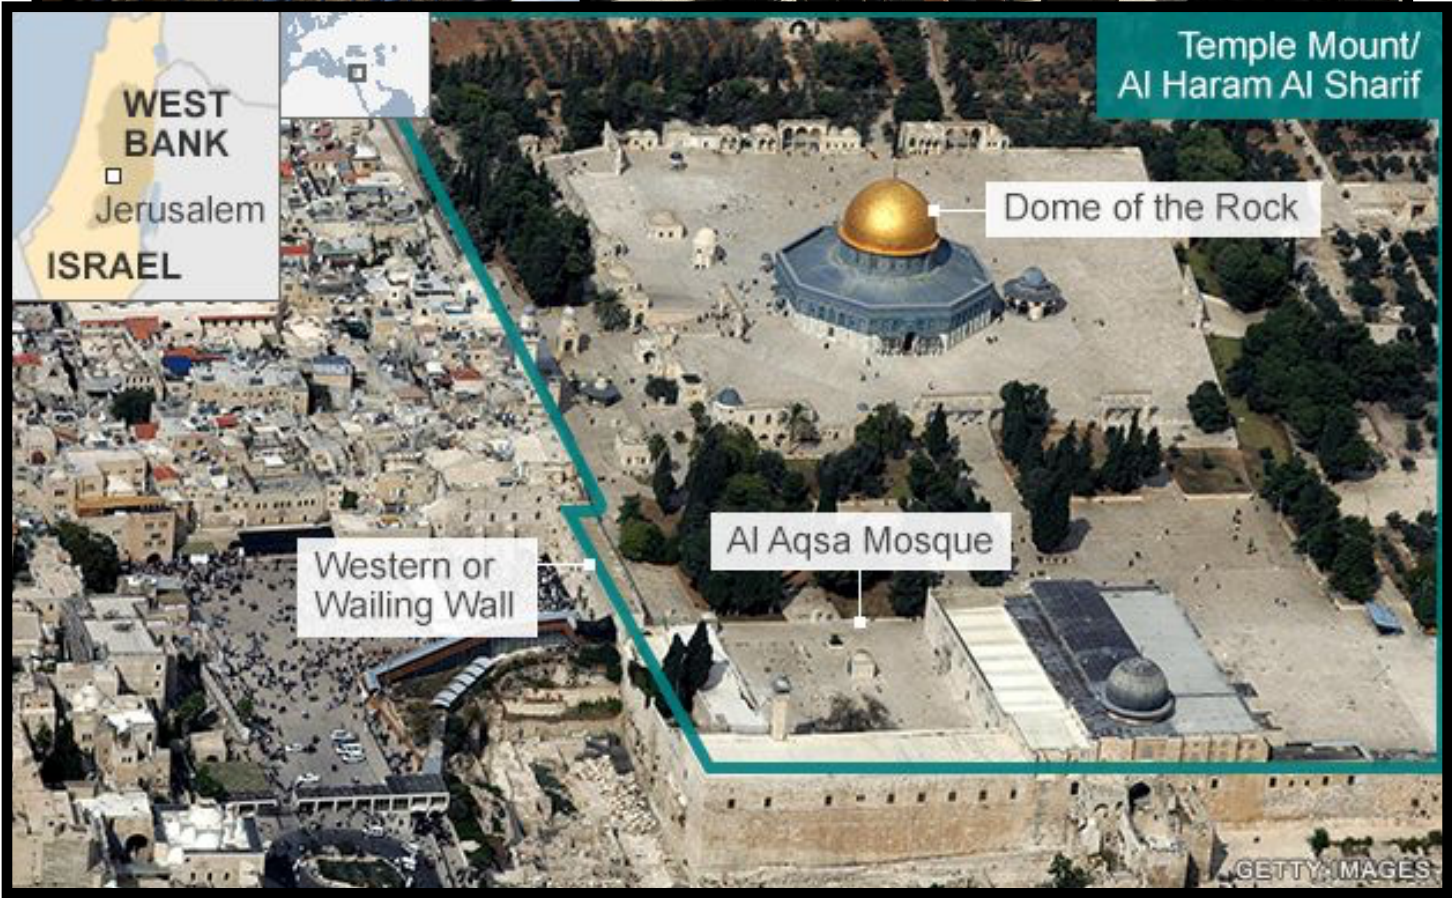 WEST
BANK
Jerusalem
ISRAEL
Temple Mount/
Al Haram Al Sharif
Dome of the Rock
Al Aqsa Mosque
Western or
Wailing Wall
GETTY IMAGES